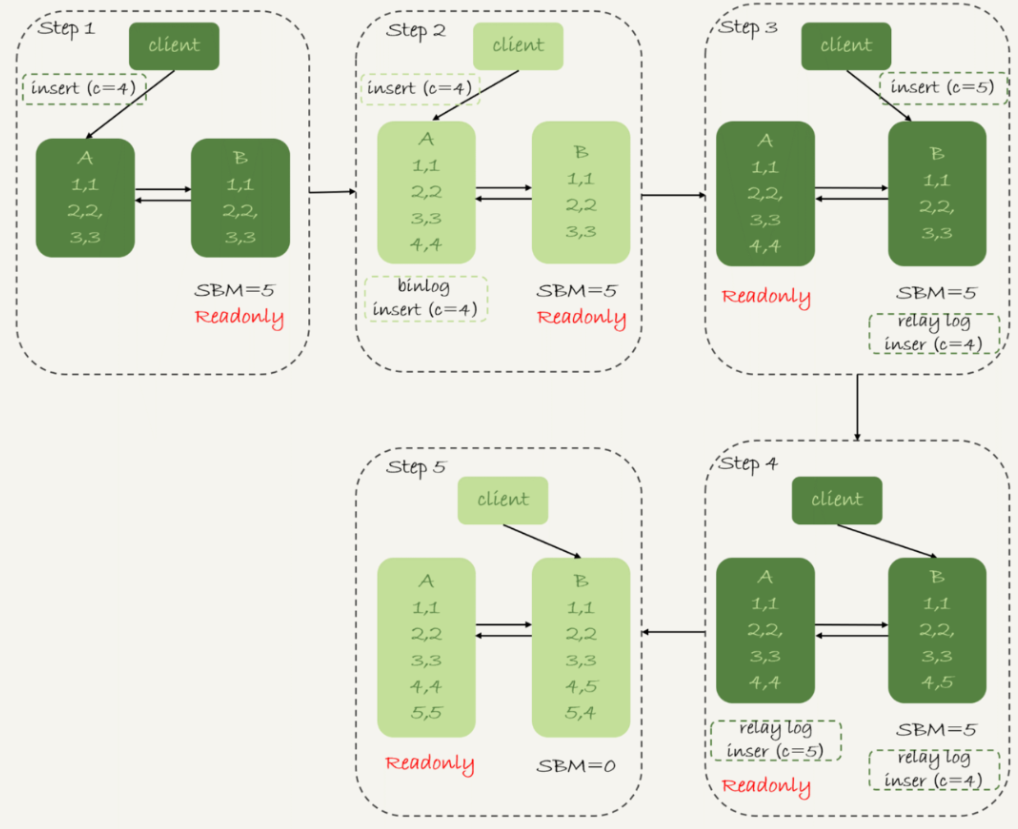 Step 1
client
insert (c=4)
A
1,1
2,2,
3,3
B
1,1
2,2,
3,3
SBM=5
Readonly
Step 2
client
insert (c=4)
A
1,1
2,2
3,3
4,4
B
1,1
2,2
3,3
binlog
insert (c=4)
SBM=5
Readonly
Step 3
client
insert (c=5)
A
1,1
2,2,
3,3
4,4
B
1,1
2,2,
3,3
Readonly
SBM=5
relay log
inser (c=4)
Step 4
client
A
1,1
2,2,
3,3
4,4
B
1,1
2,2,
3,3
4,5
relay log
inser (c=5)
Readonly
SBM=5
relay log
inser (c=4)
Step 5
client
A
1,1
2,2
3,3
4,4
5,5
B
1,1
2,2
3,3
4,5
5,4
Readonly
SBM=0